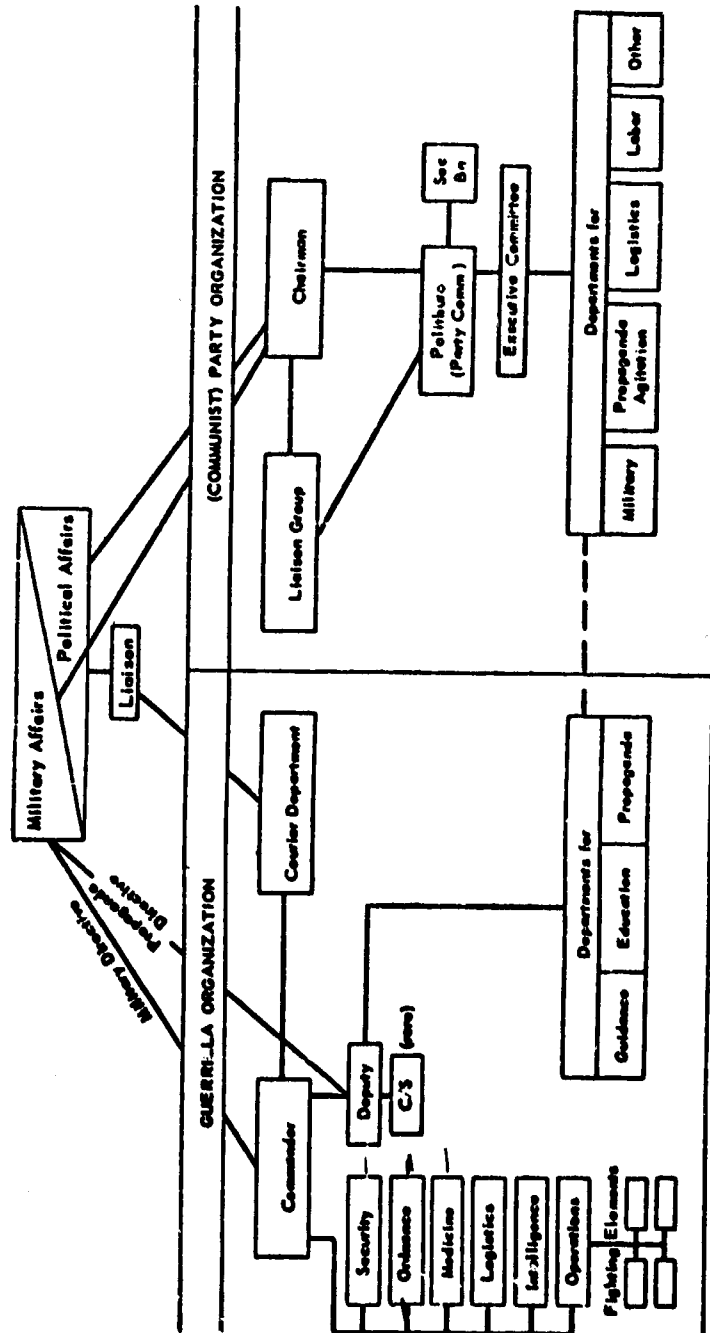 Military Affairs
Political Affairs
Liaison
Military Directive
Propaganda
Directive
GUERRILLA ORGANIZATION
(COMMUNIST) PARTY ORGANIZATION
Commander
Courier Department
Liaison Group
Chairman
Deputy
C/S
(rare)
Security
Ordnance
Medicine
Logistics
Intelligence
Operations
Fighting Elements
Politburo
(Party Comm)
Sec
Bn
Executive Committee
Departments for
Guidance
Education
Propaganda
Departments for
Military
Propaganda
Agitation
Logistics
Labor
Other